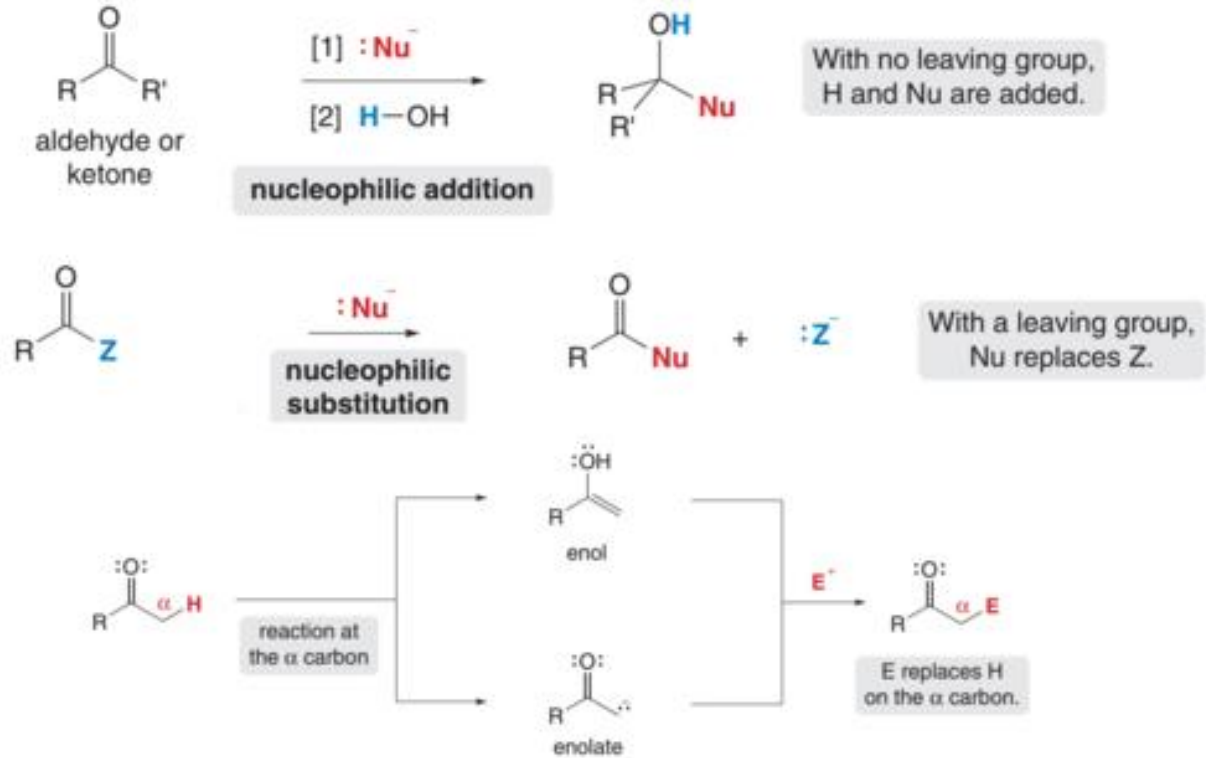 O
R
R'
aldehyde or
ketone
[1] :Nu⁻
[2] H–OH
nucleophilic addition
OH
R
R'
Nu
With no leaving group,
H and Nu are added.
O
R
Z
:Nu⁻
nucleophilic
substitution
O
R
Nu
+
:Z⁻
With a leaving group,
Nu replaces Z.
:O:
R
α
H
reaction at
the α carbon
:ÖH
R
enol
:O:
R
enolate
E⁺
:O:
R
α
E
E replaces H
on the α carbon.